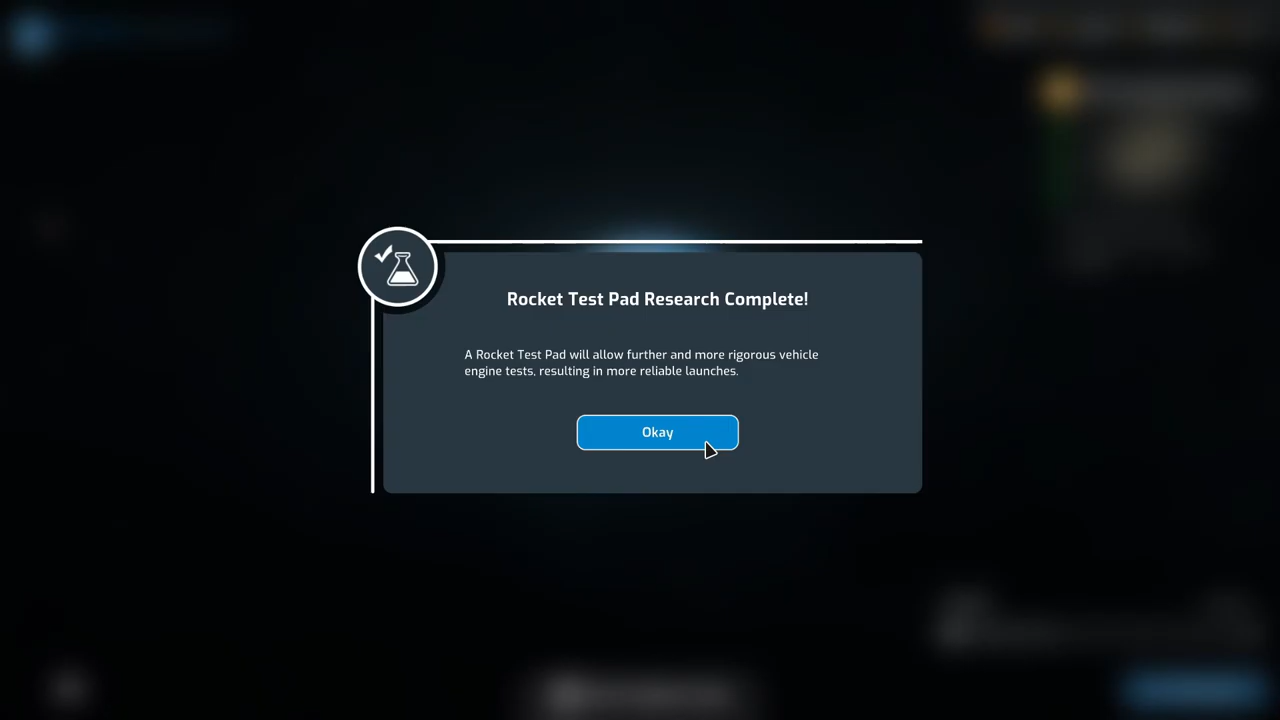 Rocket Test Pad Research Complete!
A Rocket Test Pad will allow further and more rigorous vehicle
engine tests, resulting in more reliable launches.
Okay